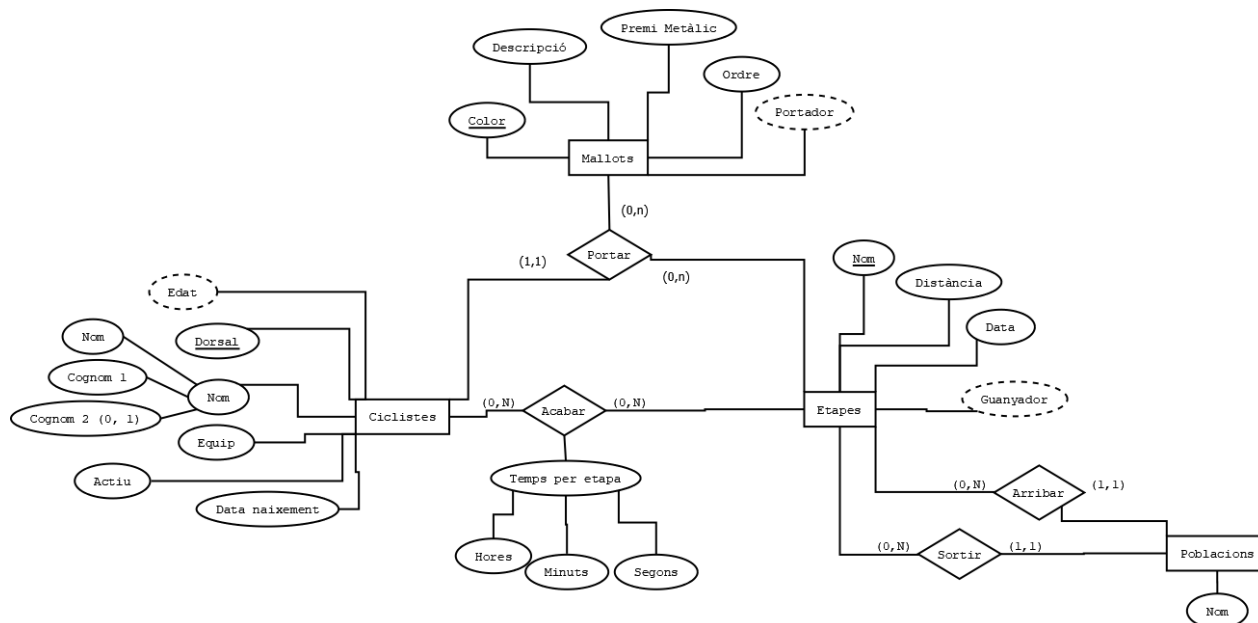 Premi Metàlic
Descripció
Ordre
Portador
Color
Mallots
(0,n)
Portar
(1,1)
(0,n)
Nom
Distància
Data
Guanyador
Edat
Dorsal
Nom
Cognom 1
Nom
Cognom 2 (0, 1)
Ciclistes
(0,N)
Acabar
(0,N)
Etapes
Equip
Actiu
Data naixement
Temps per etapa
Hores
Minuts
Segons
(0,N)
Arribar
(1,1)
(0,N)
Sortir
(1,1)
Poblacions
Nom